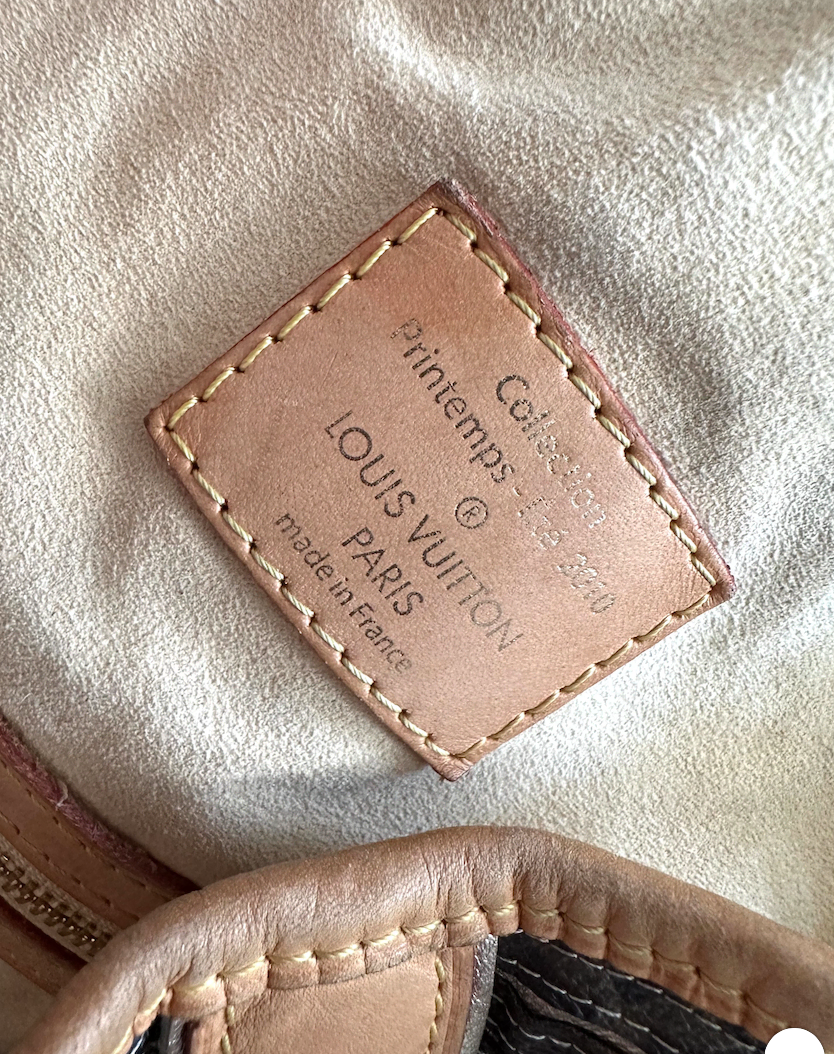 Collection
Printemps - Été 2010
®
LOUIS VUITTON
PARIS
made in France